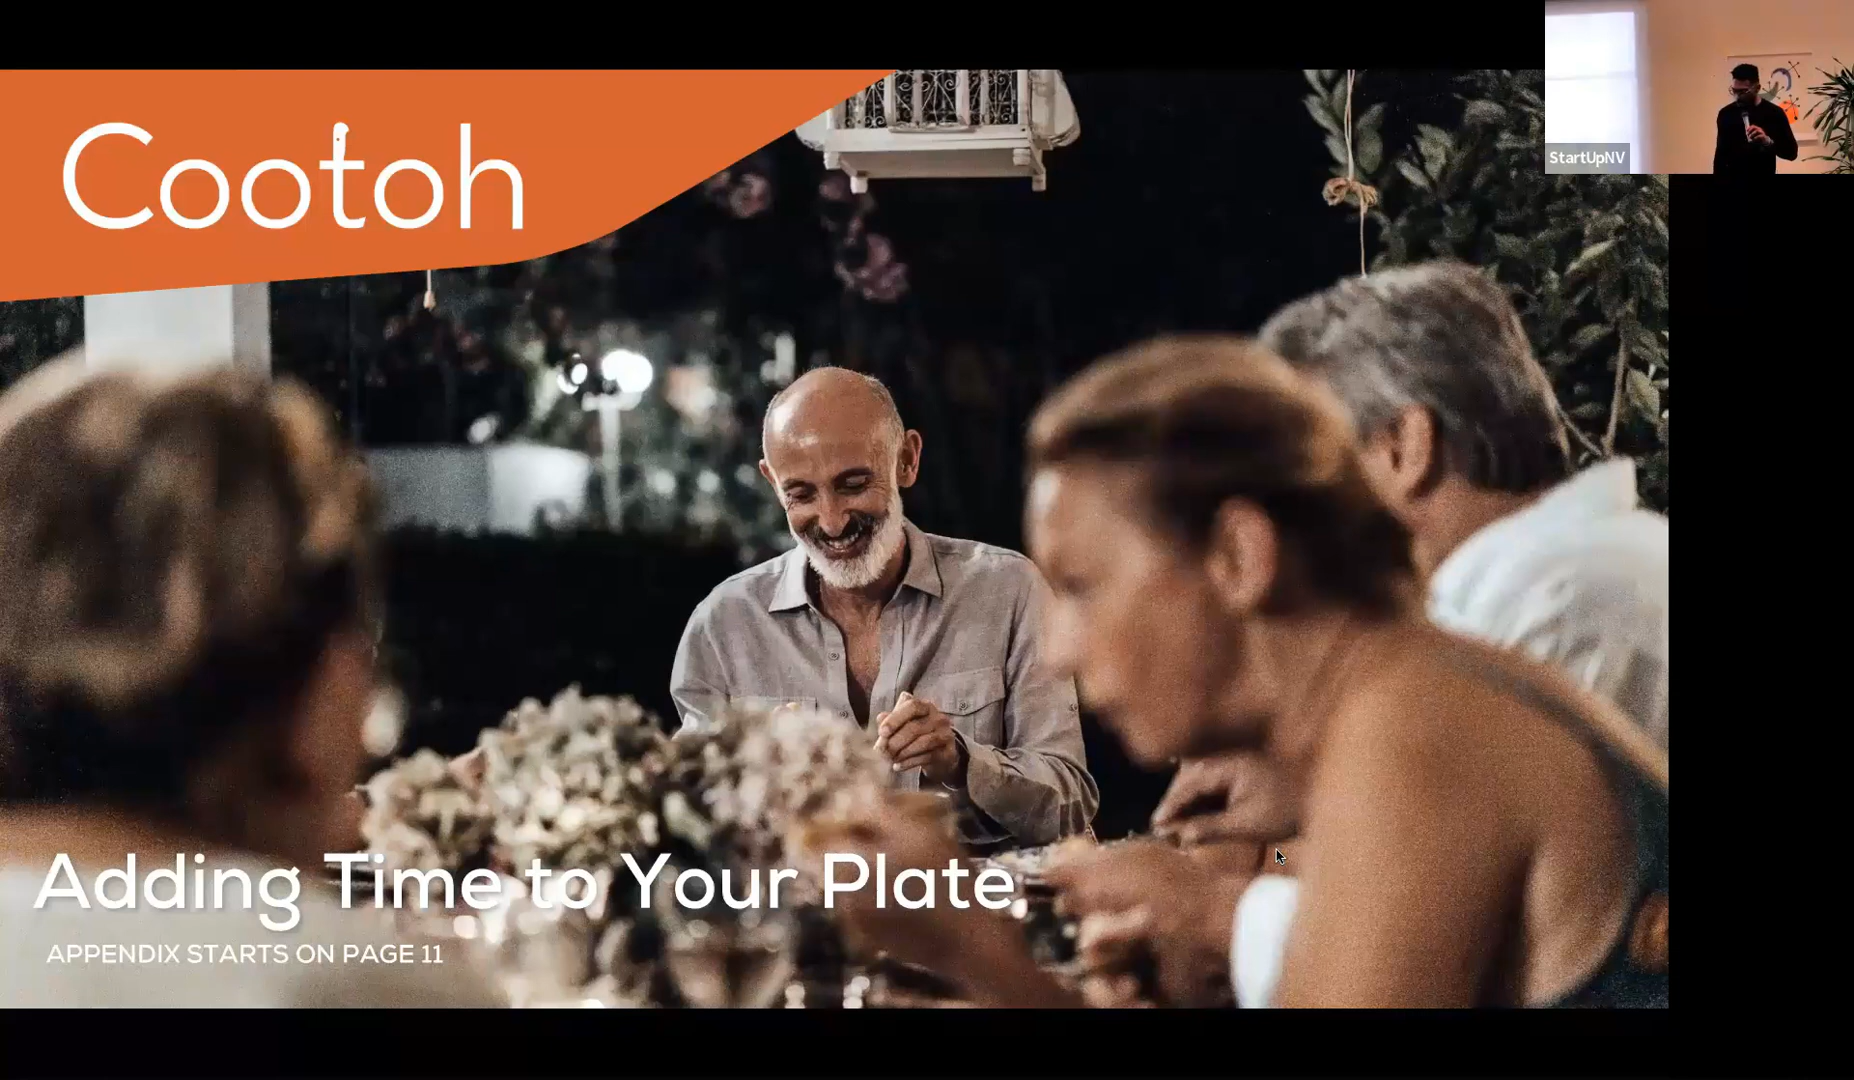 Cootoh
StartUpNV
Adding Time to Your Plate
APPENDIX STARTS ON PAGE 11